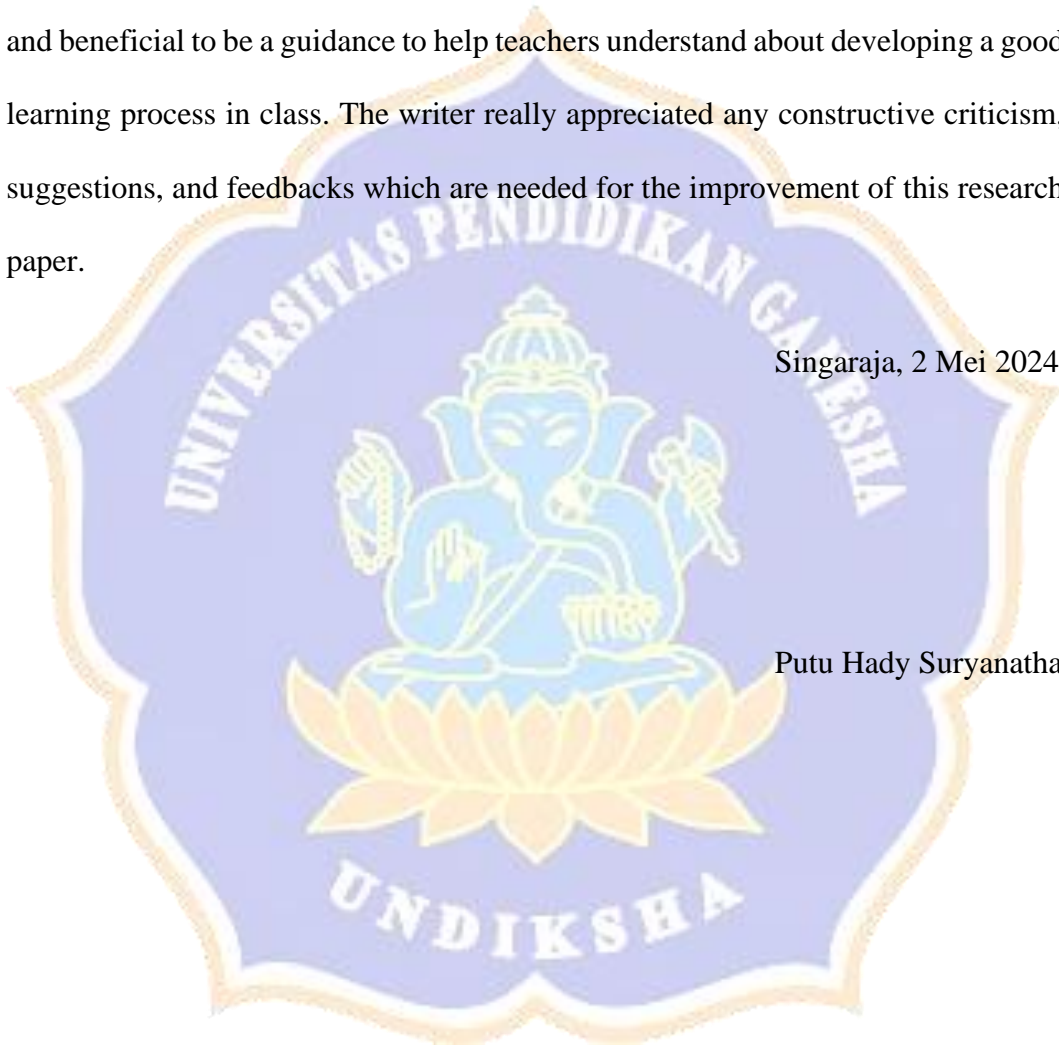 and beneficial to be a guidance to help teachers understand about developing a good
learning process in class. The writer really appreciated any constructive criticism,
suggestions, and feedbacks which are needed for the improvement of this research
paper.
UNIVERSITAS PENDIDIKAN GANESHA
Singaraja, 2 Mei 2024
Putu Hady Suryanatha
UNDIKSHA